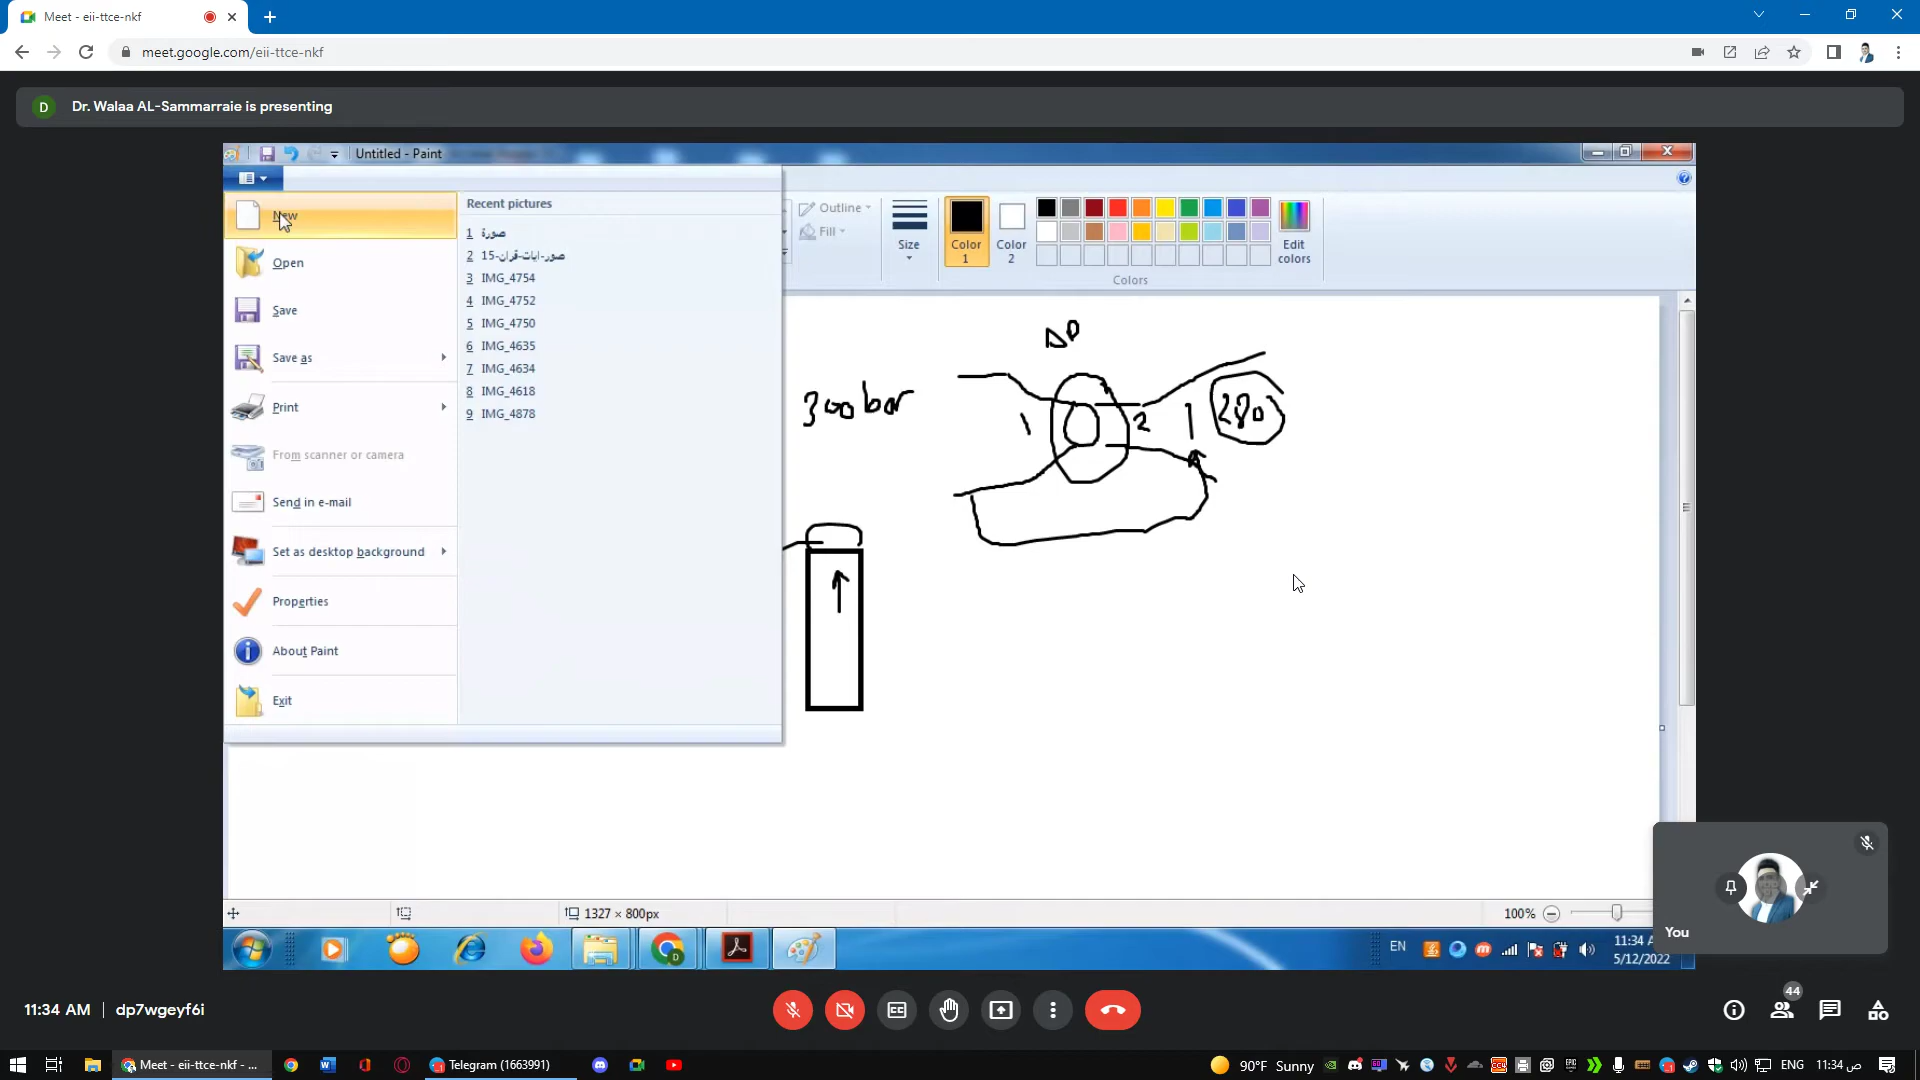 Meet - eii-ttce-nkf
meet.google.com/eii-ttce-nkf
D
Dr. Walaa AL-Sammarraie is presenting
Untitled - Paint
New
Open
Save
Save as
Print
From scanner or camera
Send in e-mail
Set as desktop background
Properties
About Paint
Exit
Recent pictures
1 صورة
2 صور-ايات-قران-15
3 IMG_4754
4 IMG_4752
5 IMG_4750
6 IMG_4635
7 IMG_4634
8 IMG_4618
9 IMG_4878
Outline
Fill
Size
Color 1
Color 2
Edit colors
Colors
ΔP
300 bar
1
2
280
1327 × 800px
100%
EN
11:34 A
5/12/2022
You
11:34 AM | dp7wgeyf6i
44
Meet - eii-ttce-nkf - ...
Telegram (1663991)
90°F Sunny
ENG
11:34 ص